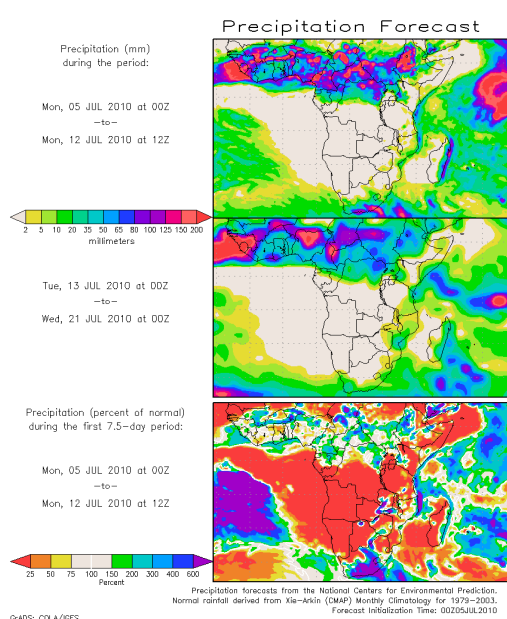 Precipitation Forecast
Precipitation (mm)
during the period:
Mon, 05 JUL 2010 at 00Z
-to-
Mon, 12 JUL 2010 at 12Z
2 5 10 20 35 50 65 80 100 125 150 200
millimeters
Tue, 13 JUL 2010 at 00Z
-to-
Wed, 21 JUL 2010 at 00Z
Precipitation (percent of normal)
during the first 7.5-day period:
Mon, 05 JUL 2010 at 00Z
-to-
Mon, 12 JUL 2010 at 12Z
25 50 75 100 150 200 300 400 600
Percent
Precipitation forecasts from the National Centers for Environmental Prediction.
Normal rainfall derived from Xie-Arkin (CMAP) Monthly Climatology for 1979-2003.
Forecast Initialization Time: 00Z05JUL2010
GrADS: COLA/IGES